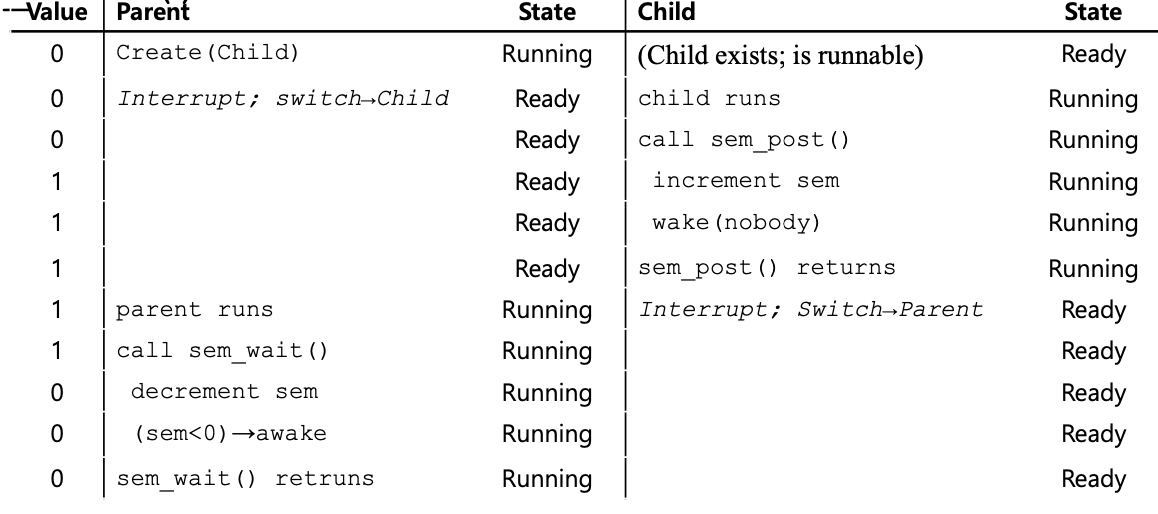 Value Parent State Child State
0 Create(Child) Running (Child exists; is runnable) Ready
0 Interrupt; switch→Child Ready child runs Running
0 Ready call sem_post() Running
1 Ready increment sem Running
1 Ready wake(nobody) Running
1 Ready sem_post() returns Running
1 parent runs Running Interrupt; Switch→Parent Ready
1 call sem_wait() Running Ready
0 decrement sem Running Ready
0 (sem<0)→awake Running Ready
0 sem_wait() retruns Running Ready